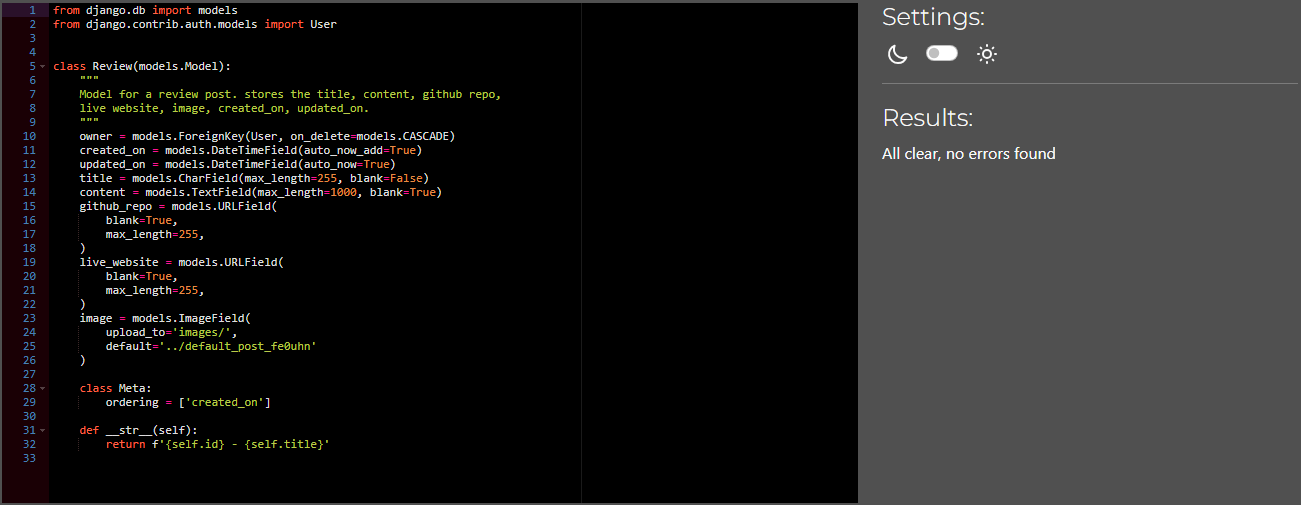 1 from django.db import models
2 from django.contrib.auth.models import User
3
4
5 class Review(models.Model):
6     """
7     Model for a review post. stores the title, content, github repo,
8     live website, image, created_on, updated_on.
9     """
10     owner = models.ForeignKey(User, on_delete=models.CASCADE)
11     created_on = models.DateTimeField(auto_now_add=True)
12     updated_on = models.DateTimeField(auto_now=True)
13     title = models.CharField(max_length=255, blank=False)
14     content = models.TextField(max_length=1000, blank=True)
15     github_repo = models.URLField(
16         blank=True,
17         max_length=255,
18     )
19     live_website = models.URLField(
20         blank=True,
21         max_length=255,
22     )
23     image = models.ImageField(
24         upload_to='images/',
25         default='../default_post_fe0uhn'
26     )
27
28     class Meta:
29         ordering = ['created_on']
30
31     def __str__(self):
32         return f'{self.id} - {self.title}'
33
Settings:
Results:
All clear, no errors found